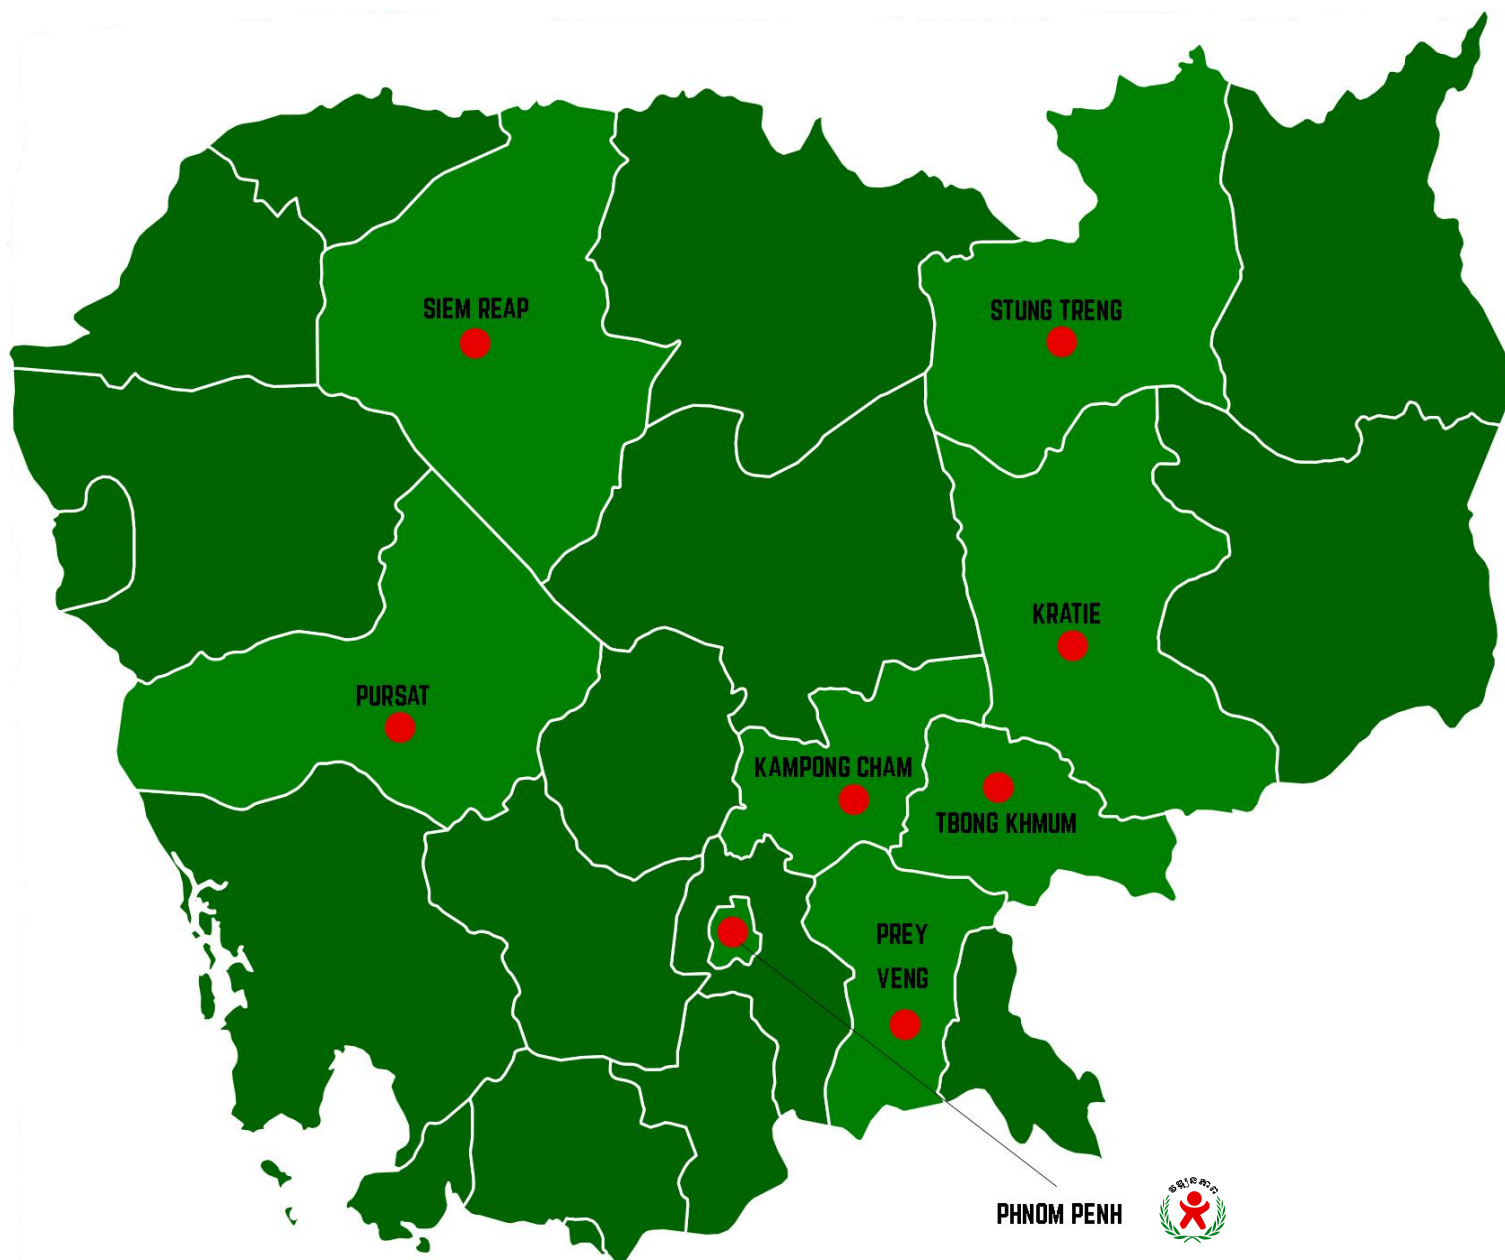 SIEM REAP
STUNG TRENG
KRATIE
PURSAT
KAMPONG CHAM
TBONG KHMUM
PREY
VENG
PHNOM PENH